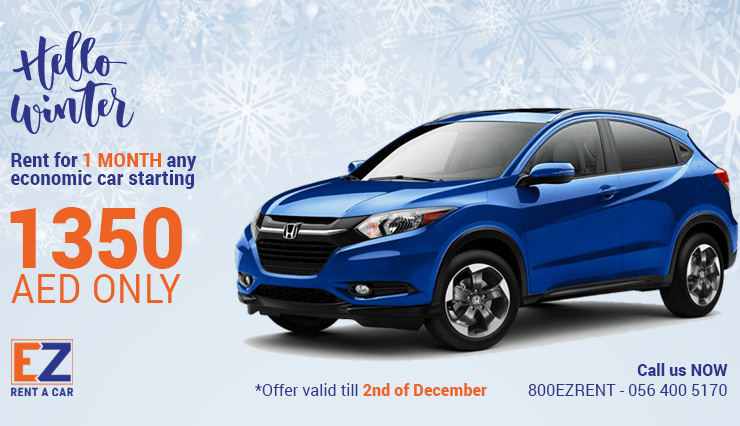 Hello
Winter
Rent for 1 MONTH any
economic car starting
1350
AED ONLY
EZ
RENT A CAR
*Offer valid till 2nd of December
Call us NOW
800EZRENT - 056 400 5170